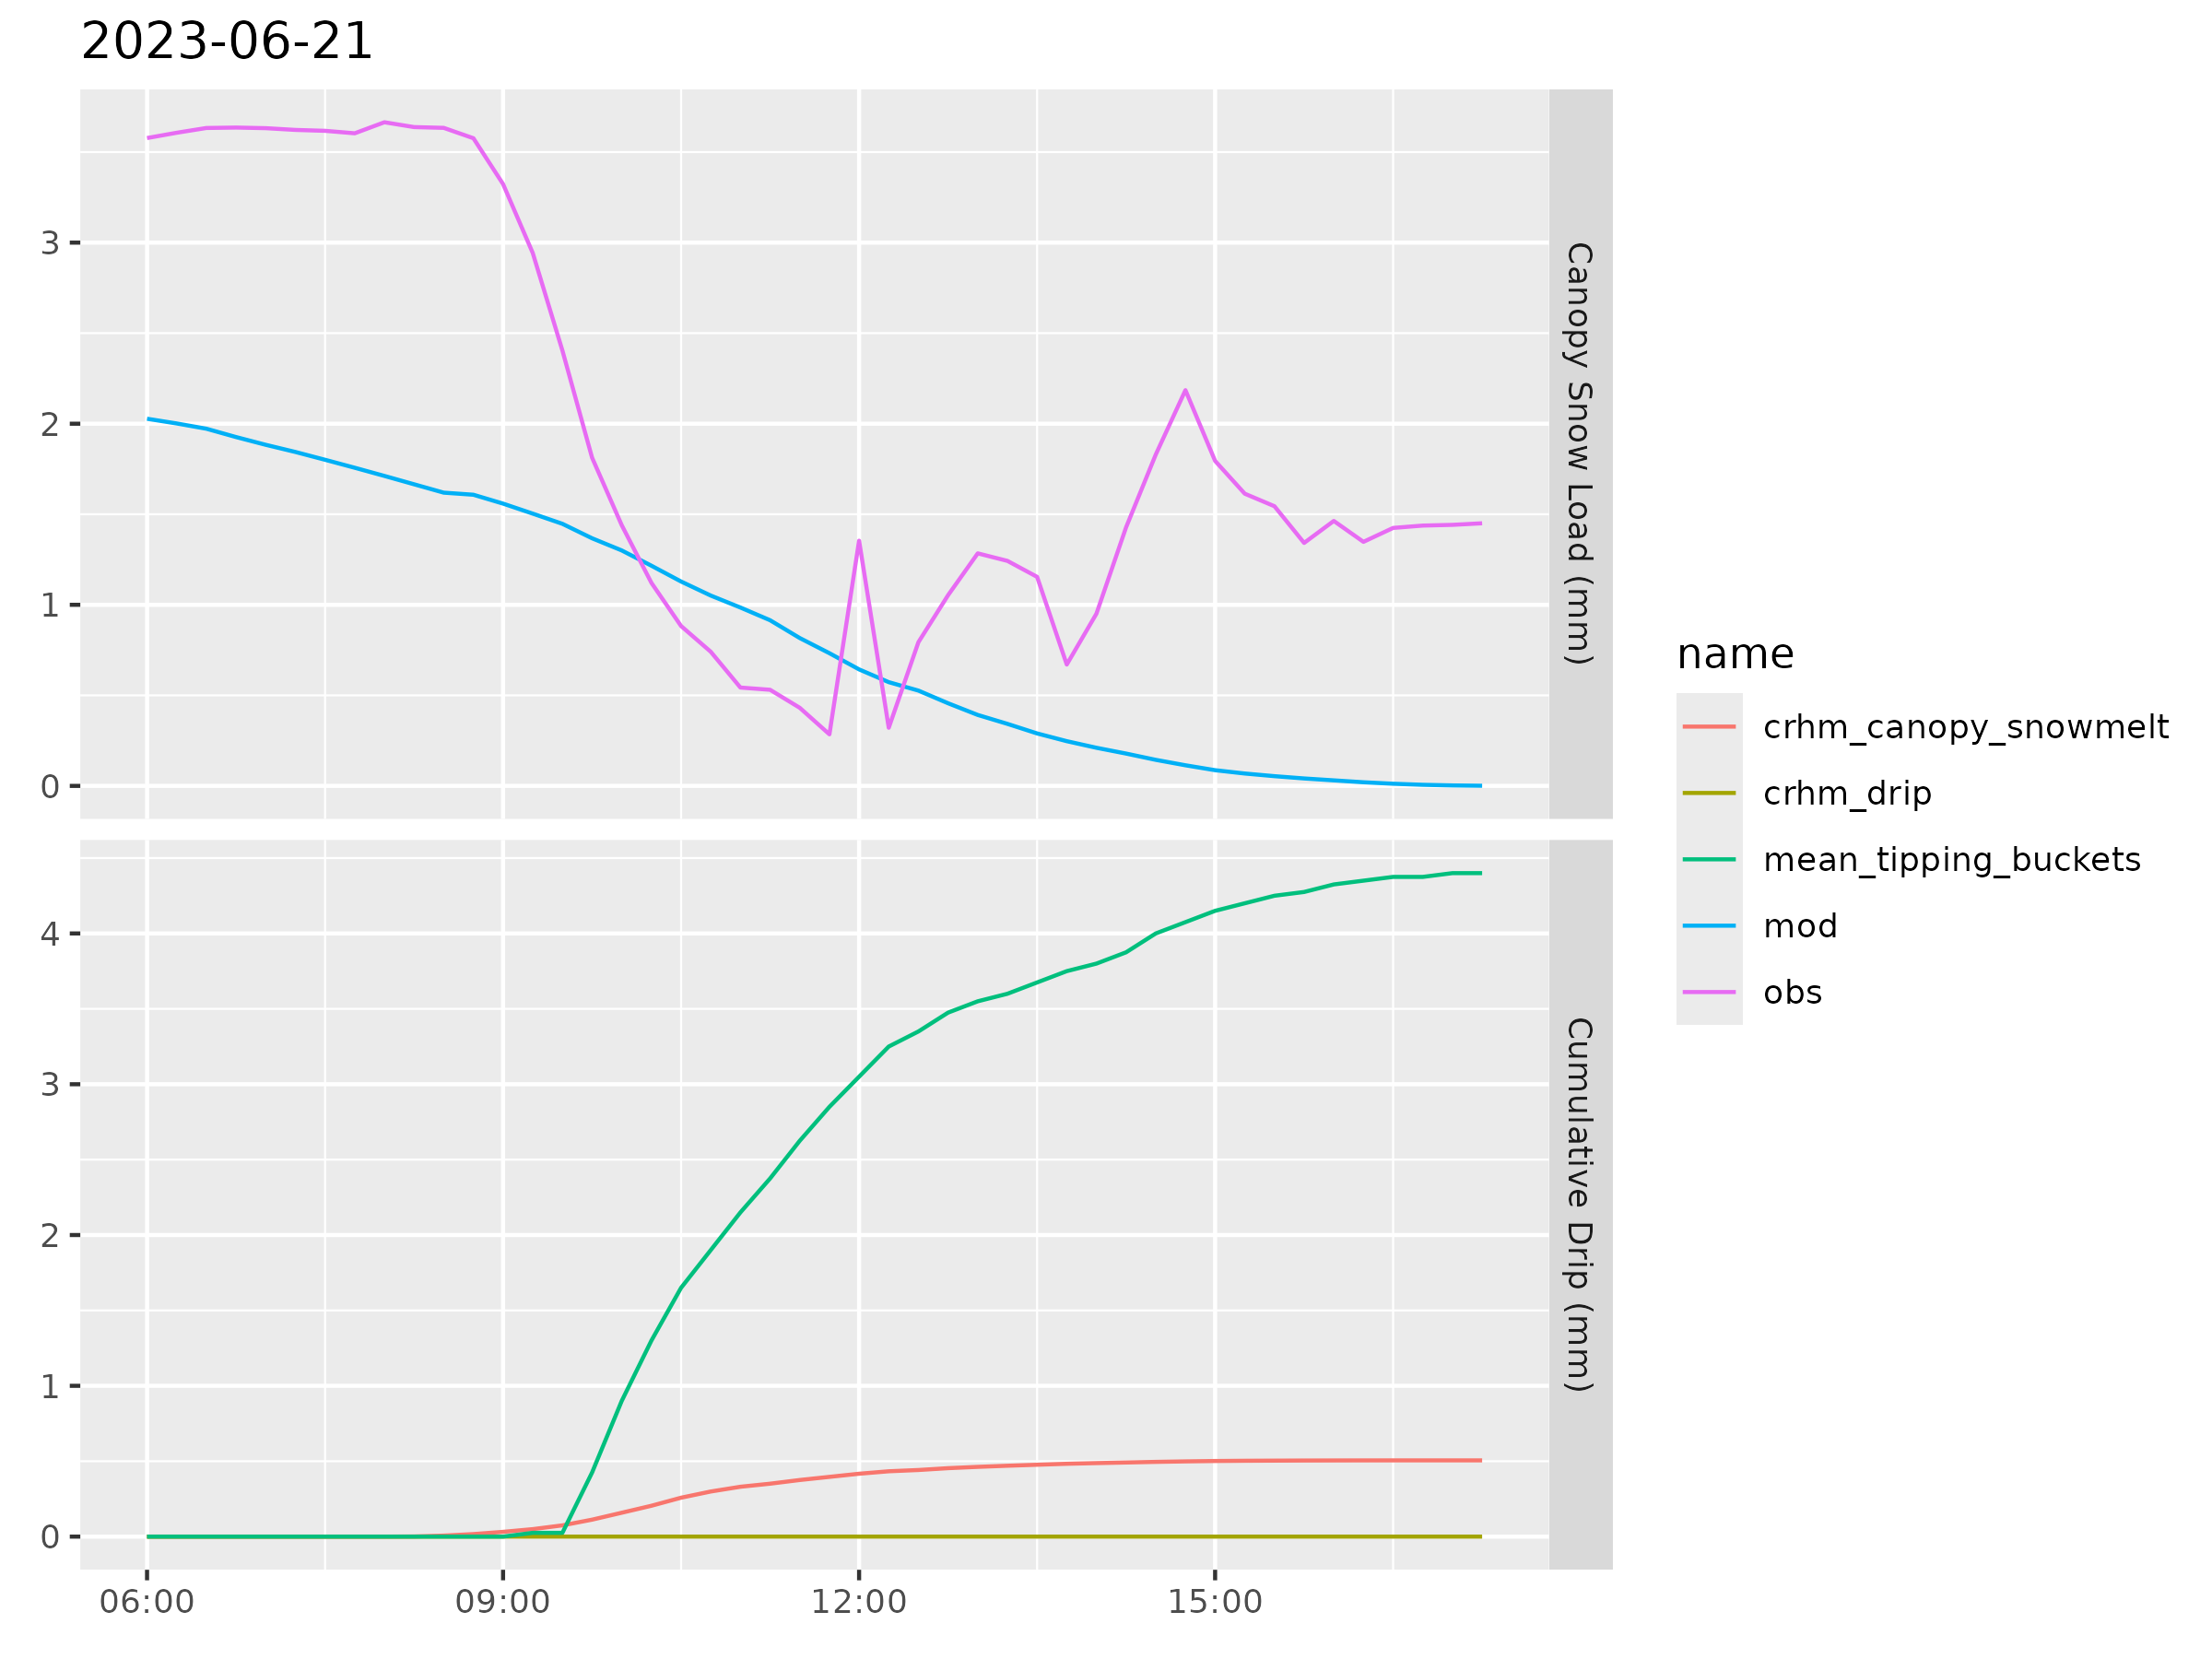 2023-06-21
3
2
1
0
Canopy Snow Load (mm)
4
3
2
1
0
Cumulative Drip (mm)
06:00 09:00 12:00 15:00
name
crhm_canopy_snowmelt
crhm_drip
mean_tipping_buckets
mod
obs